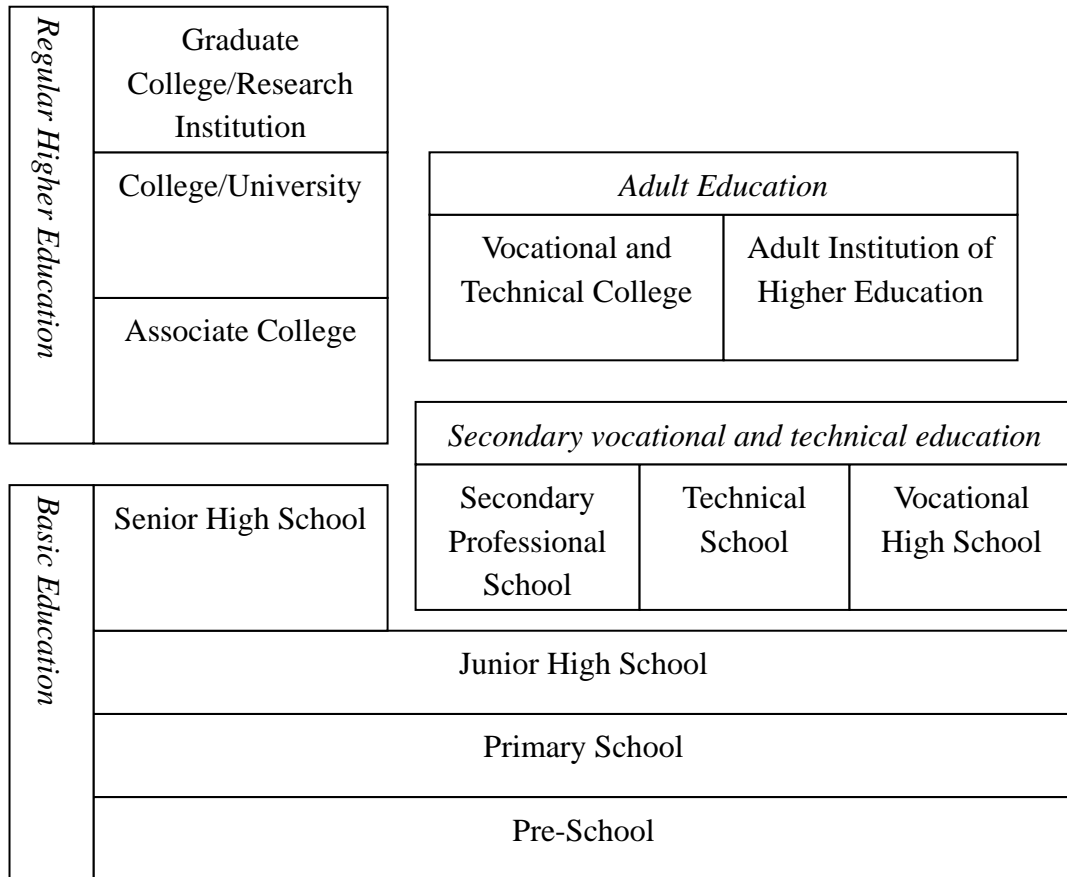 Regular Higher Education
Graduate
College/Research
Institution
College/University
Associate College
Adult Education
Vocational and
Technical College
Adult Institution of
Higher Education
Secondary vocational and technical education
Secondary
Professional
School
Technical
School
Vocational
High School
Basic Education
Senior High School
Junior High School
Primary School
Pre-School